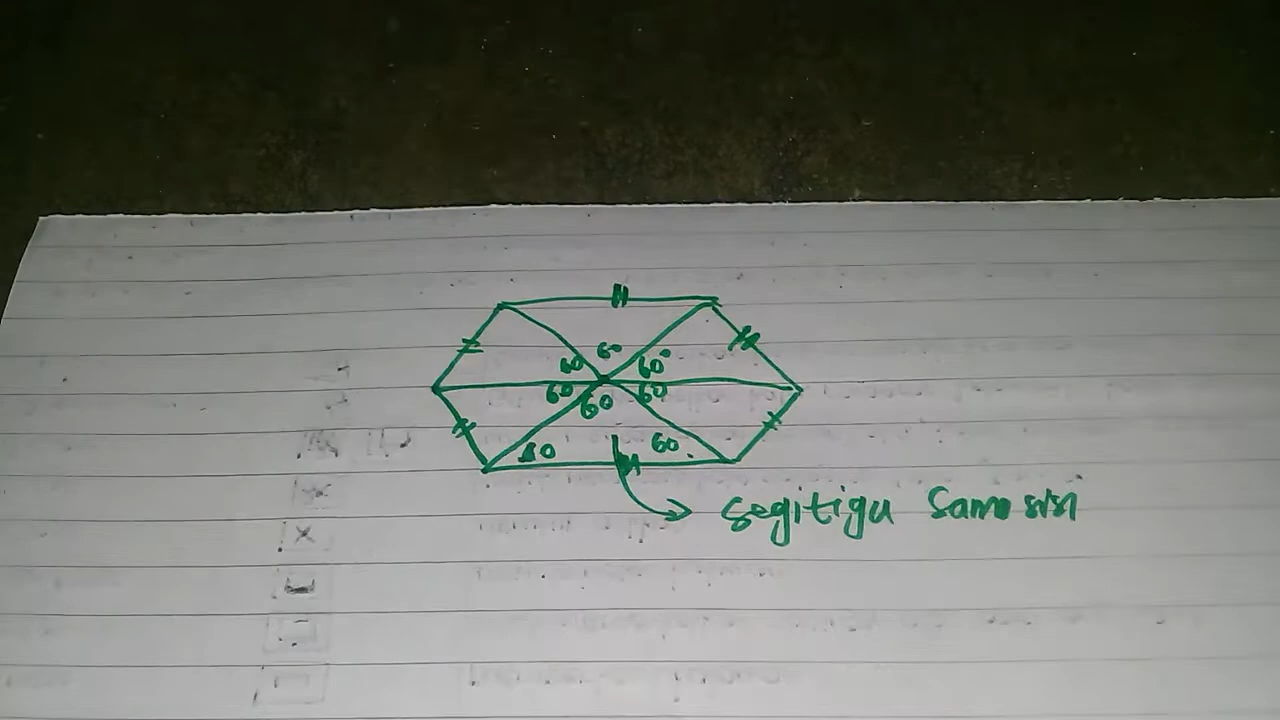 60 60 60°
60 60 60
60 60
segitiga Sama sisi